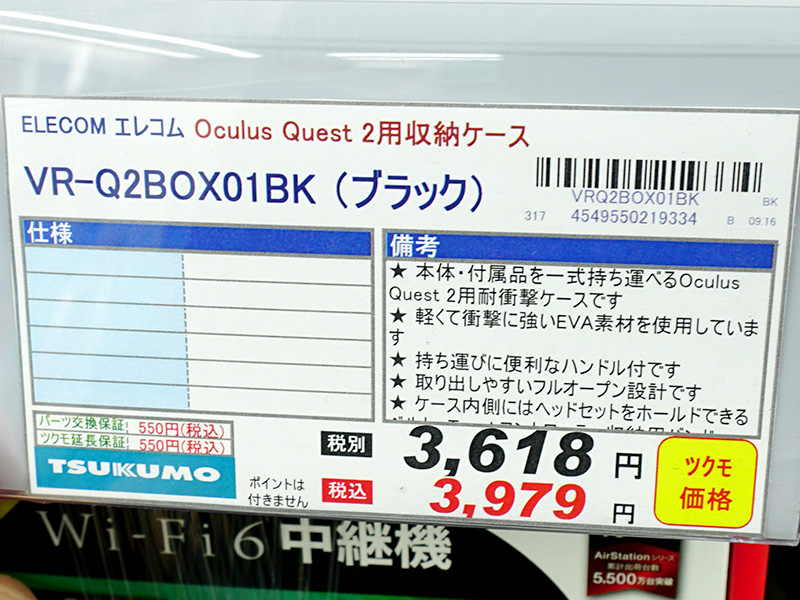 ELECOM エレコム Oculus Quest 2用収納ケース
VR-Q2BOX01BK (ブラック)
VRQ2BOX01BK BK
317 4549550219334 B 09.16
仕様
備考
★ 本体・付属品を一式持ち運べるOculus
Quest 2用耐衝撃ケースです
★ 軽くて衝撃に強いEVA素材を使用していま
す
★ 持ち運びに便利なハンドル付です
★ 取り出しやすいフルオープン設計です
★ ケース内側にはヘッドセットをホールドできる
パーツ交換保証 550円(税込)
ツクモ延長保証 550円(税込)
TSUKUMO
ポイントは
付きません
税別 3,618 円
税込 3,979 円
ツクモ
価格
Wi-Fi 6 中継機
AirStationシリーズ
累計出荷台数
5,500万台突破